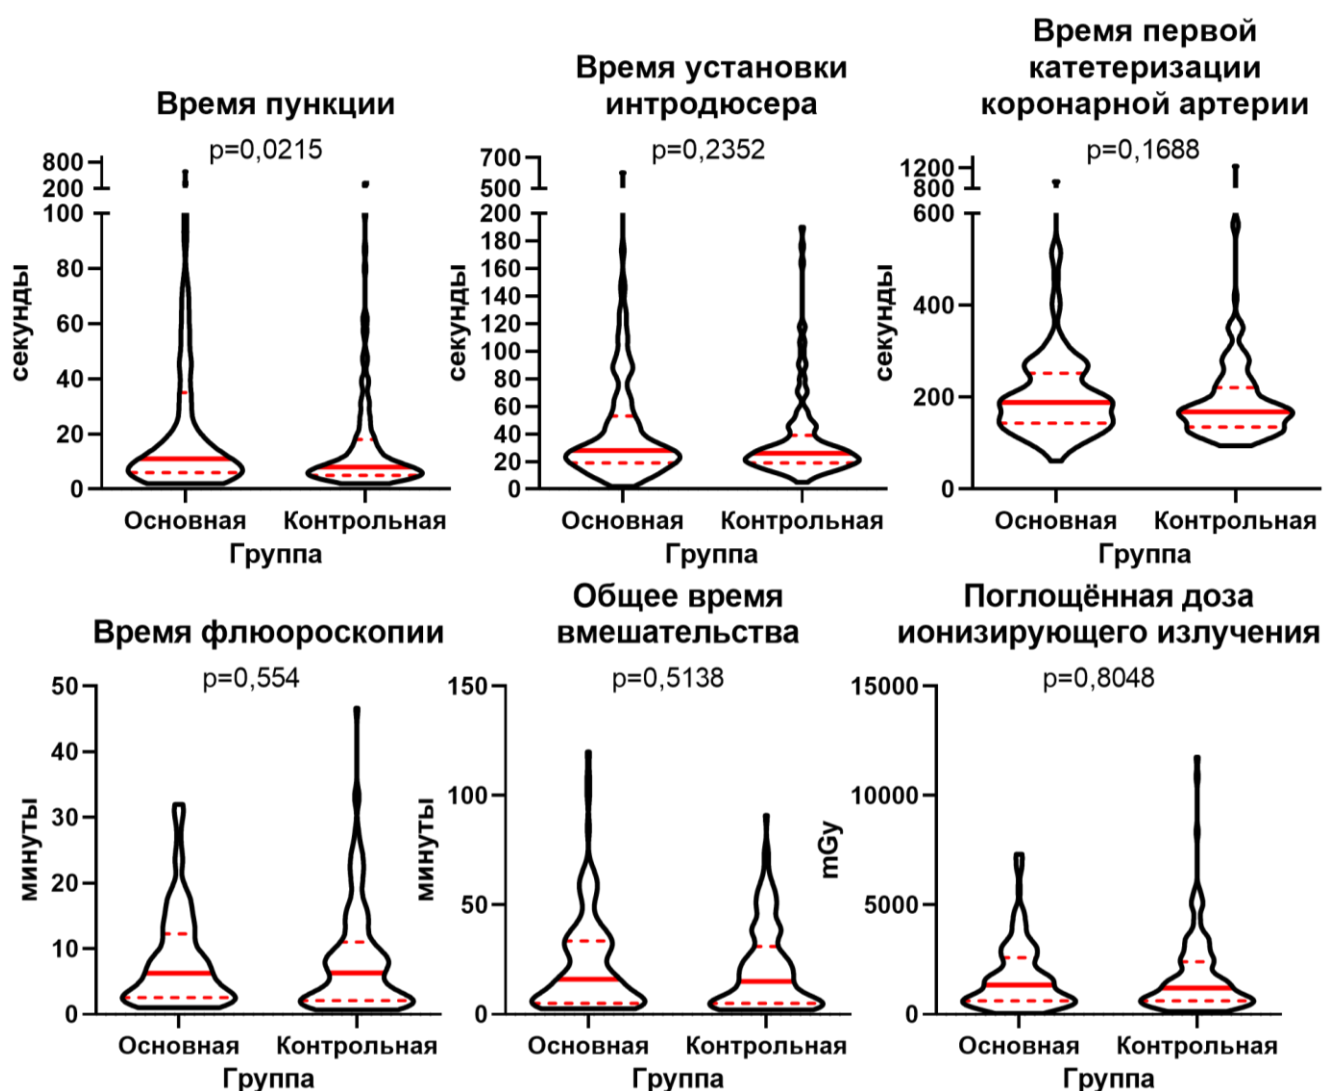 Время пункции
p=0,0215
800
200
100
80
60
40
20
0
секунды
Основная
Контрольная
Группа
Время установки
интродюсера
p=0,2352
700
500
200
180
160
140
120
100
80
60
40
20
0
секунды
Основная
Контрольная
Группа
Время первой
катетеризации
коронарной артерии
p=0,1688
1200
800
600
400
200
0
секунды
Основная
Контрольная
Группа
Время флюороскопии
p=0,554
50
40
30
20
10
0
минуты
Основная
Контрольная
Группа
Общее время
вмешательства
p=0,5138
150
100
50
0
минуты
Основная
Контрольная
Группа
Поглощённая доза
ионизирующего излучения
p=0,8048
15000
10000
5000
0
mGy
Основная
Контрольная
Группа